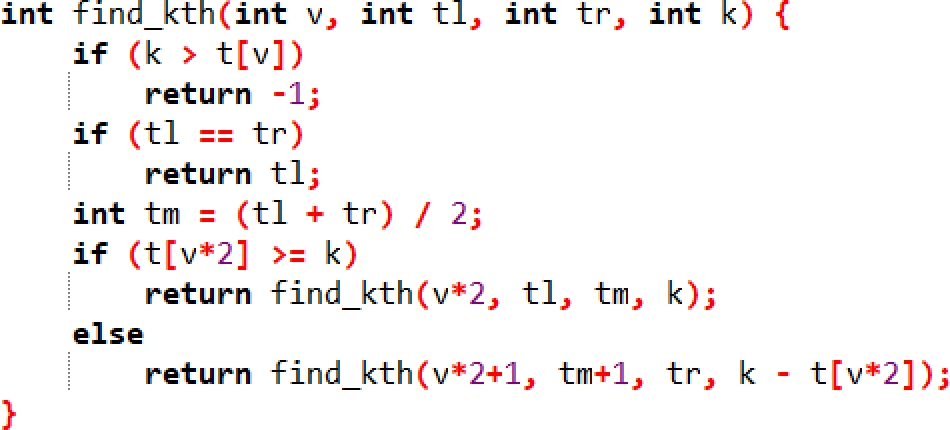 int find_kth(int v, int tl, int tr, int k) {
    if (k > t[v])
        return -1;
    if (tl == tr)
        return tl;
    int tm = (tl + tr) / 2;
    if (t[v*2] >= k)
        return find_kth(v*2, tl, tm, k);
    else
        return find_kth(v*2+1, tm+1, tr, k - t[v*2]);
}